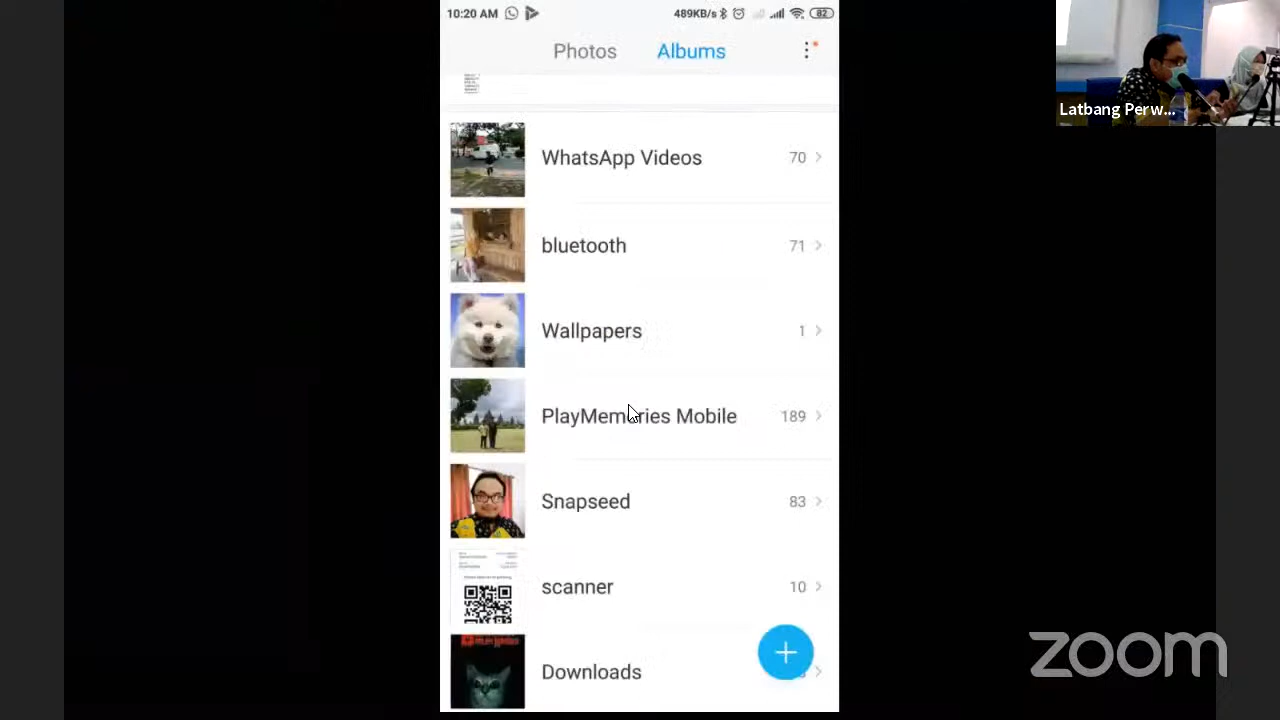 10:20 AM 489KB/s 82
Photos Albums
Latbang Perw...
WhatsApp Videos 70
bluetooth 71
Wallpapers 1
PlayMemories Mobile 189
Snapseed 83
scanner 10
Downloads
zoom